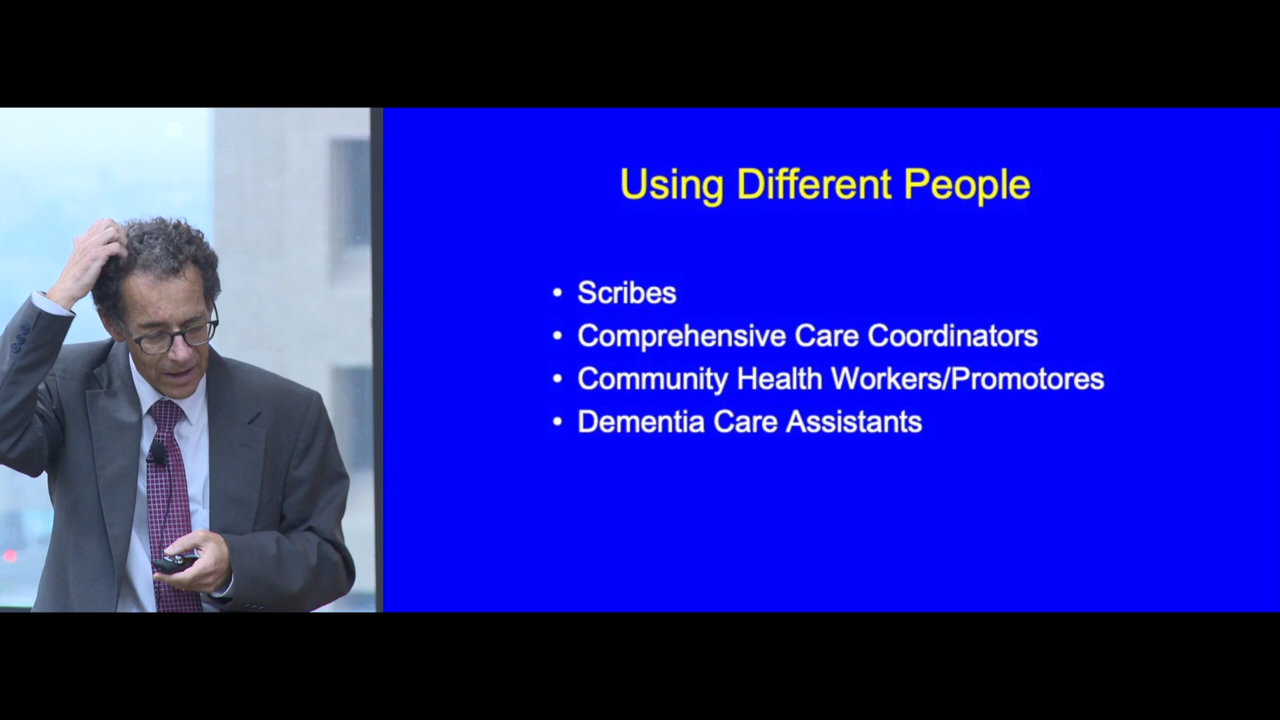 Using Different People
• Scribes
• Comprehensive Care Coordinators
• Community Health Workers/Promotores
• Dementia Care Assistants